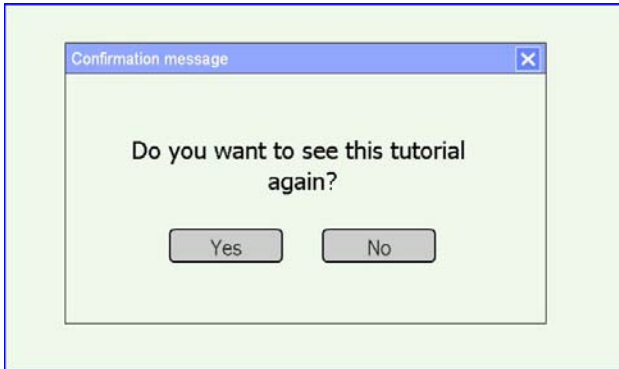 Confirmation message
Do you want to see this tutorial
again?
Yes No